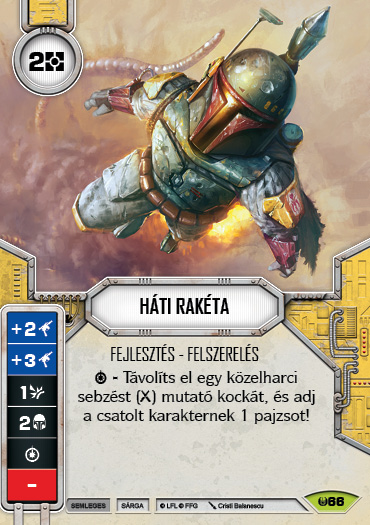 2
HÁTI RAKÉTA
FEJLESZTÉS - FELSZERELÉS
- Távolíts el egy közelharci
sebzést (X) mutató kockát, és adj
a csatolt karakternek 1 pajzsot!
+2
+3
1
2
-
SEMLEGES SÁRGA © LFL © FFG Cristi Balanescu
66